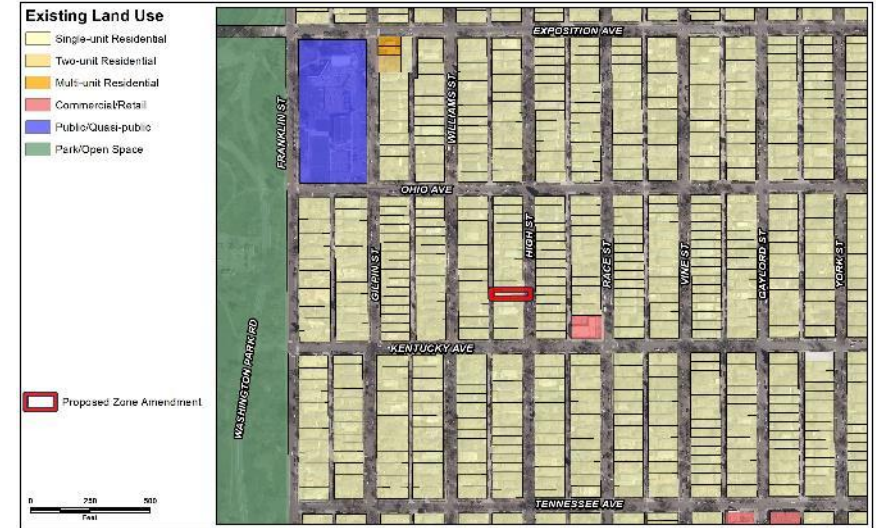 Existing Land Use
Single-unit Residential
Two-unit Residential
Multi-unit Residential
Commercial/Retail
Public/Quasi-public
Park/Open Space
Proposed Zone Amendment
0 250 500
Feet
EXPOSITION AVE
FRANKLIN ST
WILLIAMS ST
OHIO AVE
GILPIN ST
HIGH ST
RACE ST
VINE ST
GAYLORD ST
YORK ST
KENTUCKY AVE
WASHINGTON PARK RD
TENNESSEE AVE